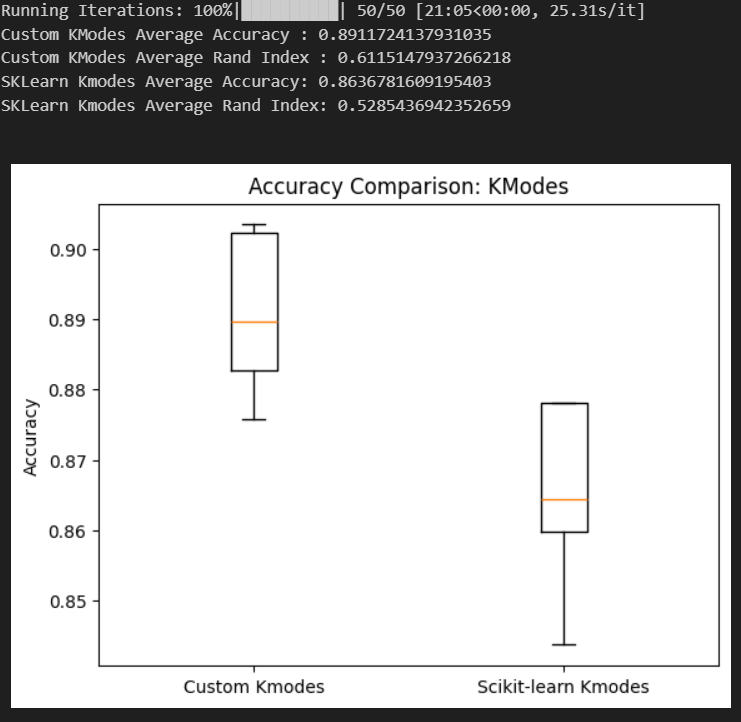 Running Iterations: 100%|██████████| 50/50 [21:05<00:00, 25.31s/it]
Custom KModes Average Accuracy : 0.8911724137931035
Custom KModes Average Rand Index : 0.6115147937266218
SKLearn Kmodes Average Accuracy: 0.8636781609195403
SKLearn Kmodes Average Rand Index: 0.5285436942352659
Accuracy Comparison: KModes
0.90
0.89
0.88
0.87
0.86
0.85
Accuracy
Custom Kmodes
Scikit-learn Kmodes